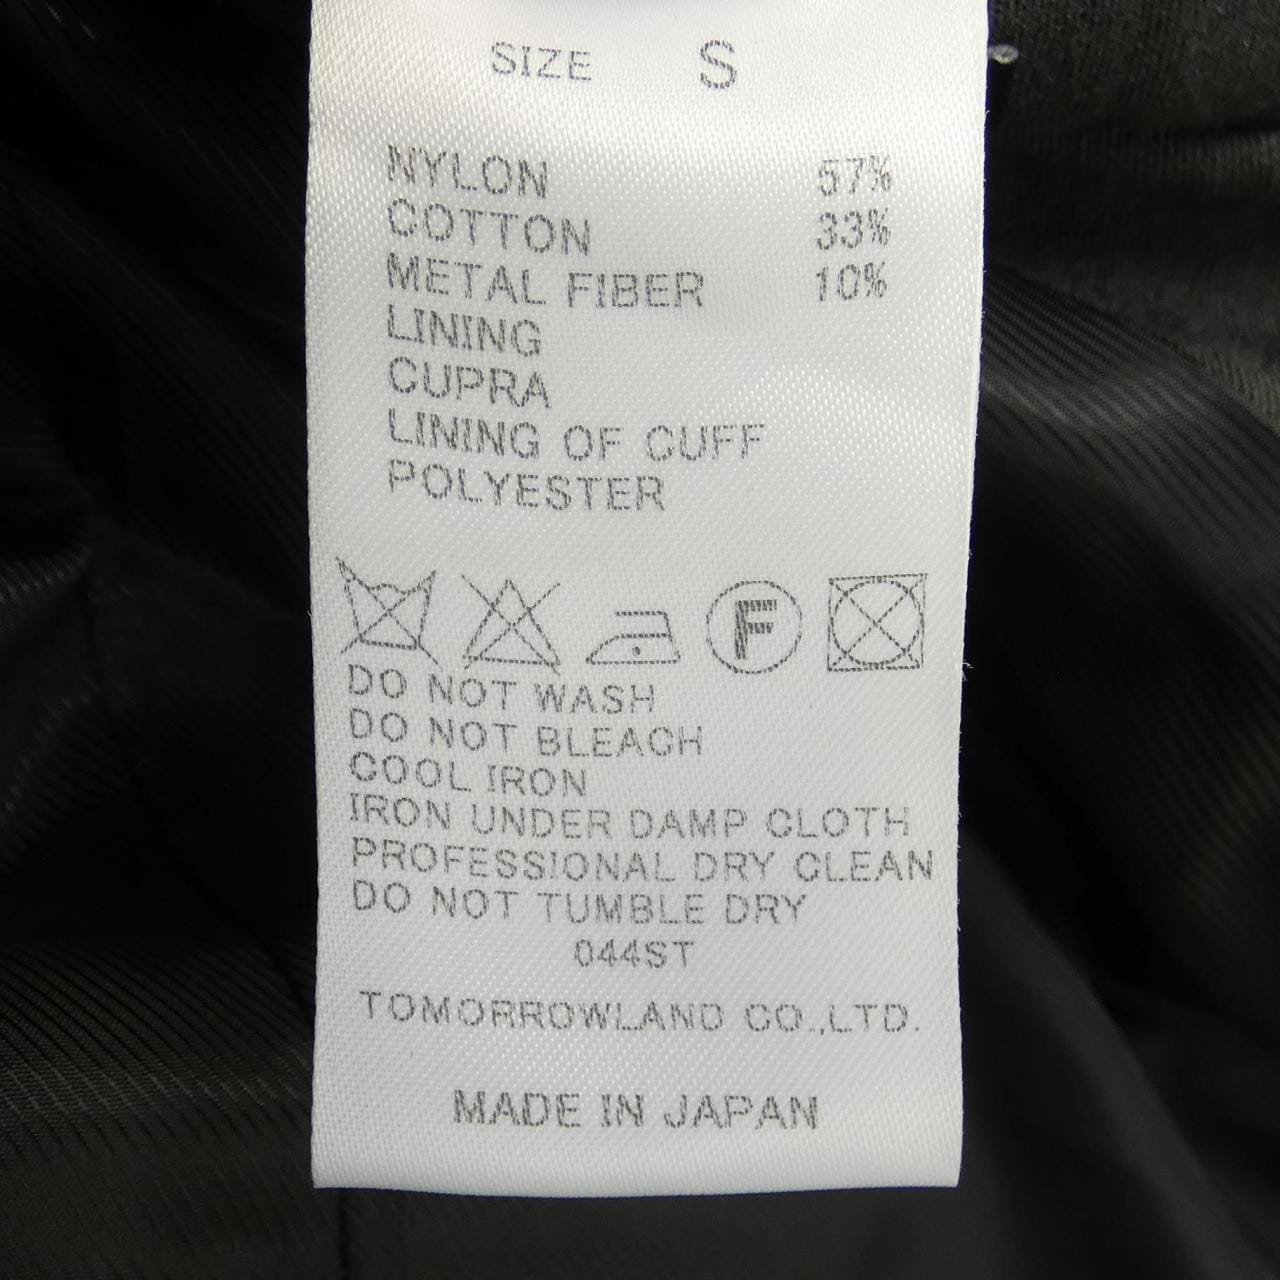 SIZE S
NYLON 57%
COTTON 33%
METAL FIBER 10%
LINING
CUPRA
LINING OF CUFF
POLYESTER
F
DO NOT WASH
DO NOT BLEACH
COOL IRON
IRON UNDER DAMP CLOTH
PROFESSIONAL DRY CLEAN
DO NOT TUMBLE DRY
044ST
TOMORROWLAND CO.,LTD.
MADE IN JAPAN